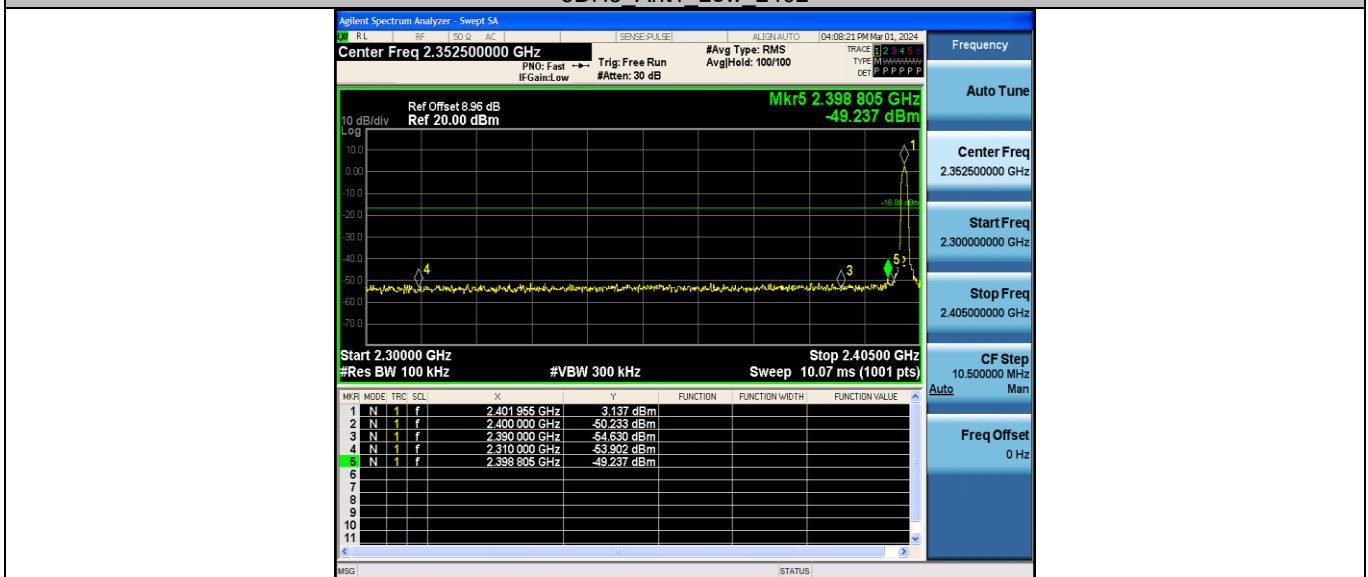 Agilent Spectrum Analyzer - Swept SA
RL RF 50 Ω AC SENSE:PULSE ALIGN AUTO 04:08:21 PM Mar 01, 2024
Center Freq 2.352500000 GHz
PNO: Fast
IFGain:Low
Trig: Free Run
#Atten: 30 dB
#Avg Type: RMS
Avg|Hold: 100/100
TRACE 1 2 3 4 5 6
TYPE M
DET P P P P P P
Ref Offset 8.96 dB
Ref 20.00 dBm
10 dB/div
Log
Mkr5 2.398 805 GHz
-49.237 dBm
10.0
0.00
-10.0
-20.0
-30.0
-40.0
-50.0
-60.0
-70.0
-16.86 dBm
1
4
3
5
2
Start 2.30000 GHz
Stop 2.40500 GHz
#Res BW 100 kHz
#VBW 300 kHz
Sweep 10.07 ms (1001 pts)
MKR MODE TRC SCL X Y FUNCTION FUNCTION WIDTH FUNCTION VALUE
1 N 1 f 2.401 955 GHz 3.137 dBm
2 N 1 f 2.400 000 GHz -50.233 dBm
3 N 1 f 2.390 000 GHz -54.630 dBm
4 N 1 f 2.310 000 GHz -53.902 dBm
5 N 1 f 2.398 805 GHz -49.237 dBm
6
7
8
9
10
11
MSG
STATUS
Frequency
Auto Tune
Center Freq
2.352500000 GHz
Start Freq
2.300000000 GHz
Stop Freq
2.405000000 GHz
CF Step
10.500000 MHz
Auto Man
Freq Offset
0 Hz